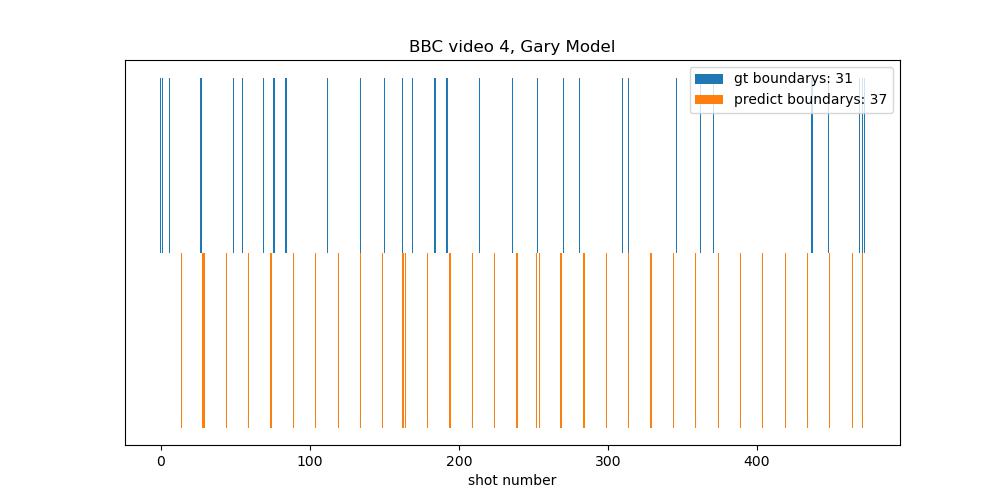 BBC video 4, Gary Model
gt boundarys: 31
predict boundarys: 37
0 100 200 300 400
shot number